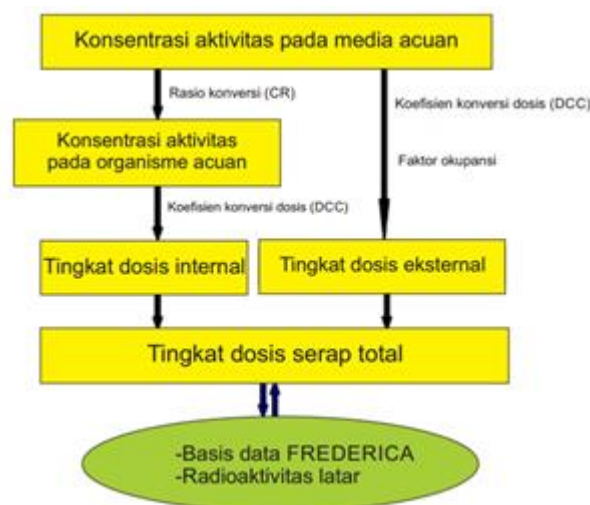 Konsentrasi aktivitas pada media acuan
Rasio konversi (CR)
Koefisien konversi dosis (DCC)
Konsentrasi aktivitas
pada organisme acuan
Faktor okupansi
Koefisien konversi dosis (DCC)
Tingkat dosis internal
Tingkat dosis eksternal
Tingkat dosis serap total
-Basis data FREDERICA
-Radioaktivitas latar